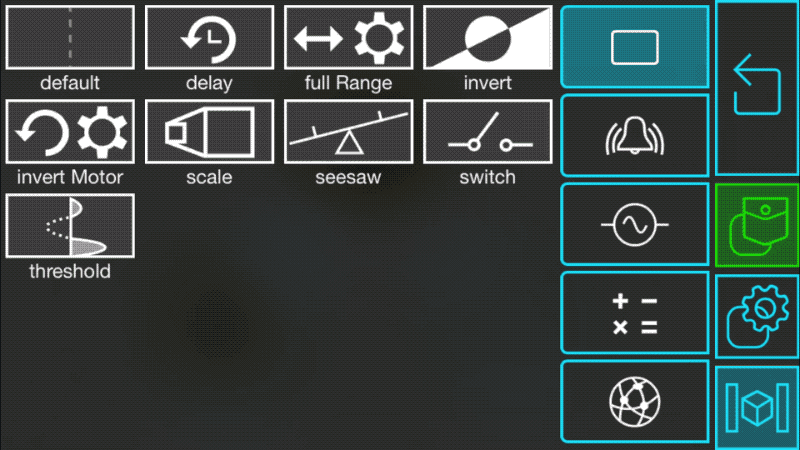 default
delay
full Range
invert
invert Motor
scale
seesaw
switch
threshold